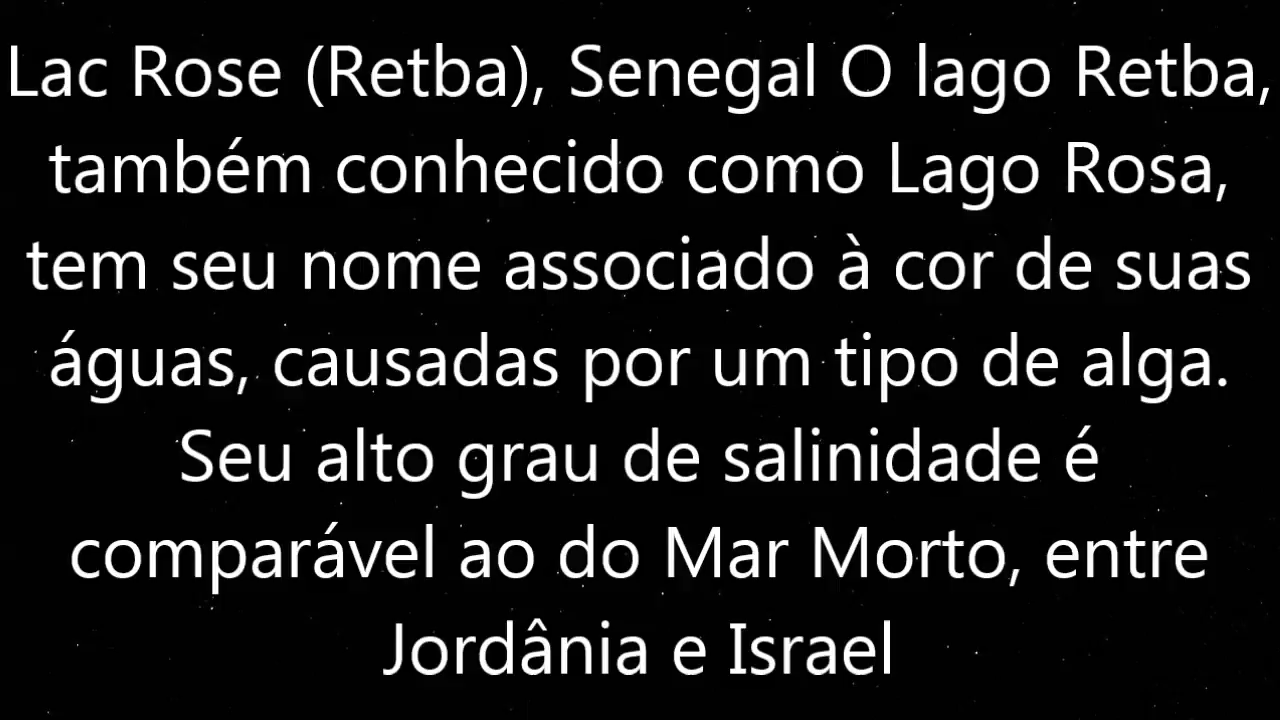 Lac Rose (Retba), Senegal O lago Retba,
também conhecido como Lago Rosa,
tem seu nome associado à cor de suas
águas, causadas por um tipo de alga.
Seu alto grau de salinidade é
comparável ao do Mar Morto, entre
Jordânia e Israel